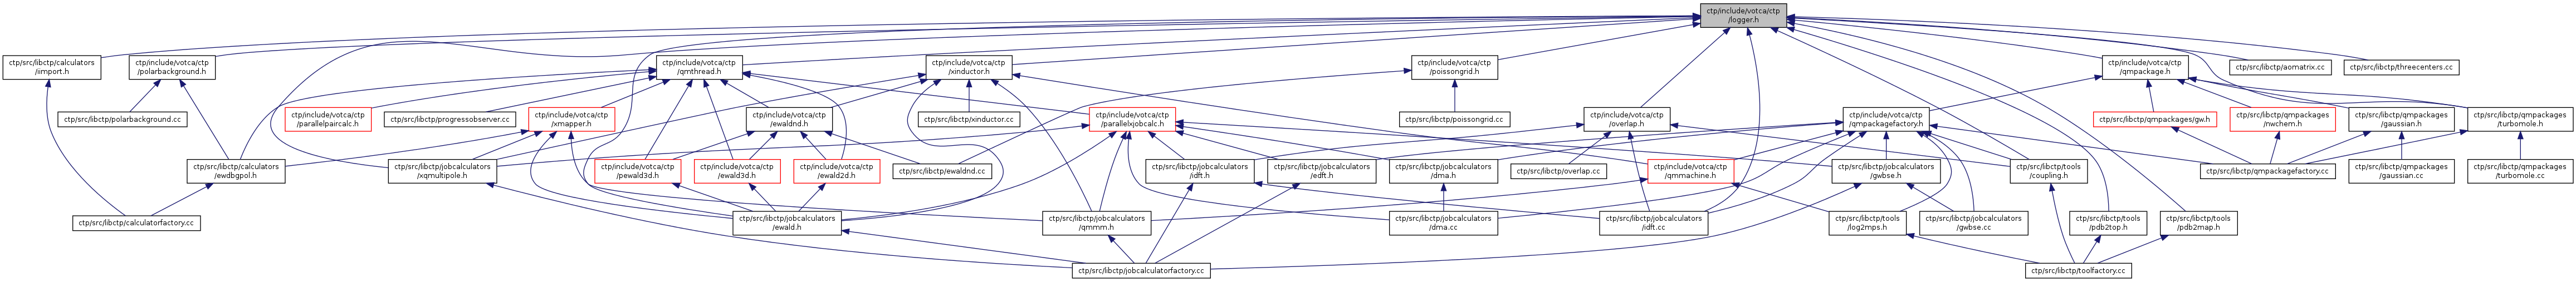 ctp/include/votca/ctp
/logger.h
ctp/src/libctp/calculators
/iimport.h
ctp/include/votca/ctp
/polarbackground.h
ctp/include/votca/ctp
/qmthread.h
ctp/include/votca/ctp
/xinductor.h
ctp/include/votca/ctp
/poissongrid.h
ctp/include/votca/ctp
/qmpackage.h
ctp/src/libctp/aomatrix.cc
ctp/src/libctp/threecenters.cc
ctp/src/libctp/polarbackground.cc
ctp/include/votca/ctp
/parallelpaircalc.h
ctp/src/libctp/progressobserver.cc
ctp/include/votca/ctp
/xmapper.h
ctp/include/votca/ctp
/ewaldnd.h
ctp/src/libctp/xinductor.cc
ctp/include/votca/ctp
/parallelxjobcalc.h
ctp/src/libctp/poissongrid.cc
ctp/include/votca/ctp
/overlap.h
ctp/include/votca/ctp
/qmpackagefactory.h
ctp/src/libctp/qmpackages/gw.h
ctp/src/libctp/qmpackages
/nwchem.h
ctp/src/libctp/qmpackages
/gaussian.h
ctp/src/libctp/qmpackages
/turbomole.h
ctp/src/libctp/calculators
/ewdbgpol.h
ctp/src/libctp/jobcalculators
/xqmultipole.h
ctp/include/votca/ctp
/pewald3d.h
ctp/include/votca/ctp
/ewald3d.h
ctp/include/votca/ctp
/ewald2d.h
ctp/src/libctp/ewaldnd.cc
ctp/src/libctp/jobcalculators
/idft.h
ctp/src/libctp/jobcalculators
/edft.h
ctp/src/libctp/jobcalculators
/dma.h
ctp/src/libctp/overlap.cc
ctp/include/votca/ctp
/qmmachine.h
ctp/src/libctp/jobcalculators
/gwbse.h
ctp/src/libctp/tools
/coupling.h
ctp/src/libctp/qmpackagefactory.cc
ctp/src/libctp/qmpackages
/gaussian.cc
ctp/src/libctp/qmpackages
/turbomole.cc
ctp/src/libctp/calculatorfactory.cc
ctp/src/libctp/jobcalculators
/ewald.h
ctp/src/libctp/jobcalculators
/qmmm.h
ctp/src/libctp/jobcalculators
/dma.cc
ctp/src/libctp/jobcalculators
/idft.cc
ctp/src/libctp/tools
/log2mps.h
ctp/src/libctp/jobcalculators
/gwbse.cc
ctp/src/libctp/tools
/pdb2top.h
ctp/src/libctp/tools
/pdb2map.h
ctp/src/libctp/jobcalculatorfactory.cc
ctp/src/libctp/toolfactory.cc